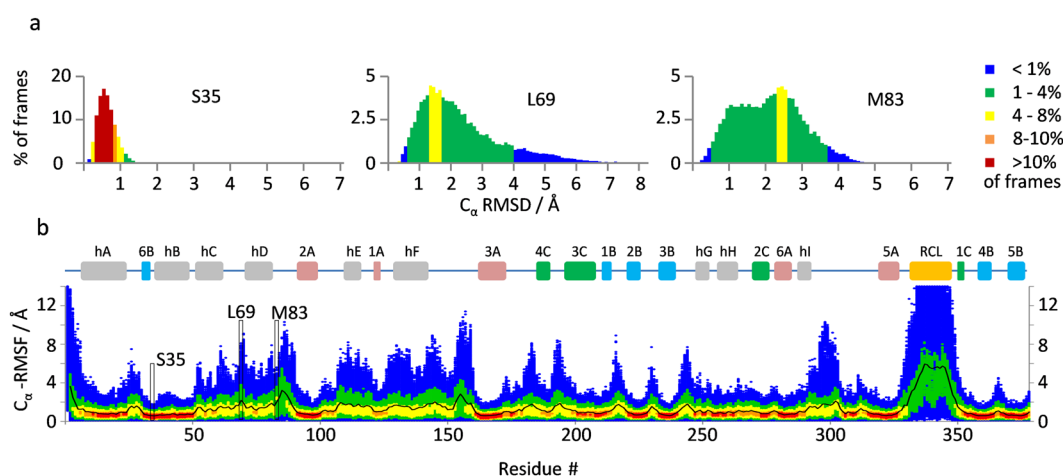 a
20
10
0
% of frames
S35
1 2 3 4 5 6 7
5
2.5
0
L69
1 2 3 4 5 6 7 8
Cα RMSD / Å
5
2.5
0
M83
1 2 3 4 5 6 7
< 1%
1 - 4%
4 - 8%
8-10%
>10%
of frames
b
hA 6B hB hC hD 2A hE 1A hF 3A 4C 3C 1B 2B 3B hG hH 2C 6A hI 5A RCL 1C 4B 5B
Cα -RMSF / Å
12
8
4
0
S35
L69
M83
12
8
4
0
50 100 150 200 250 300 350
Residue #